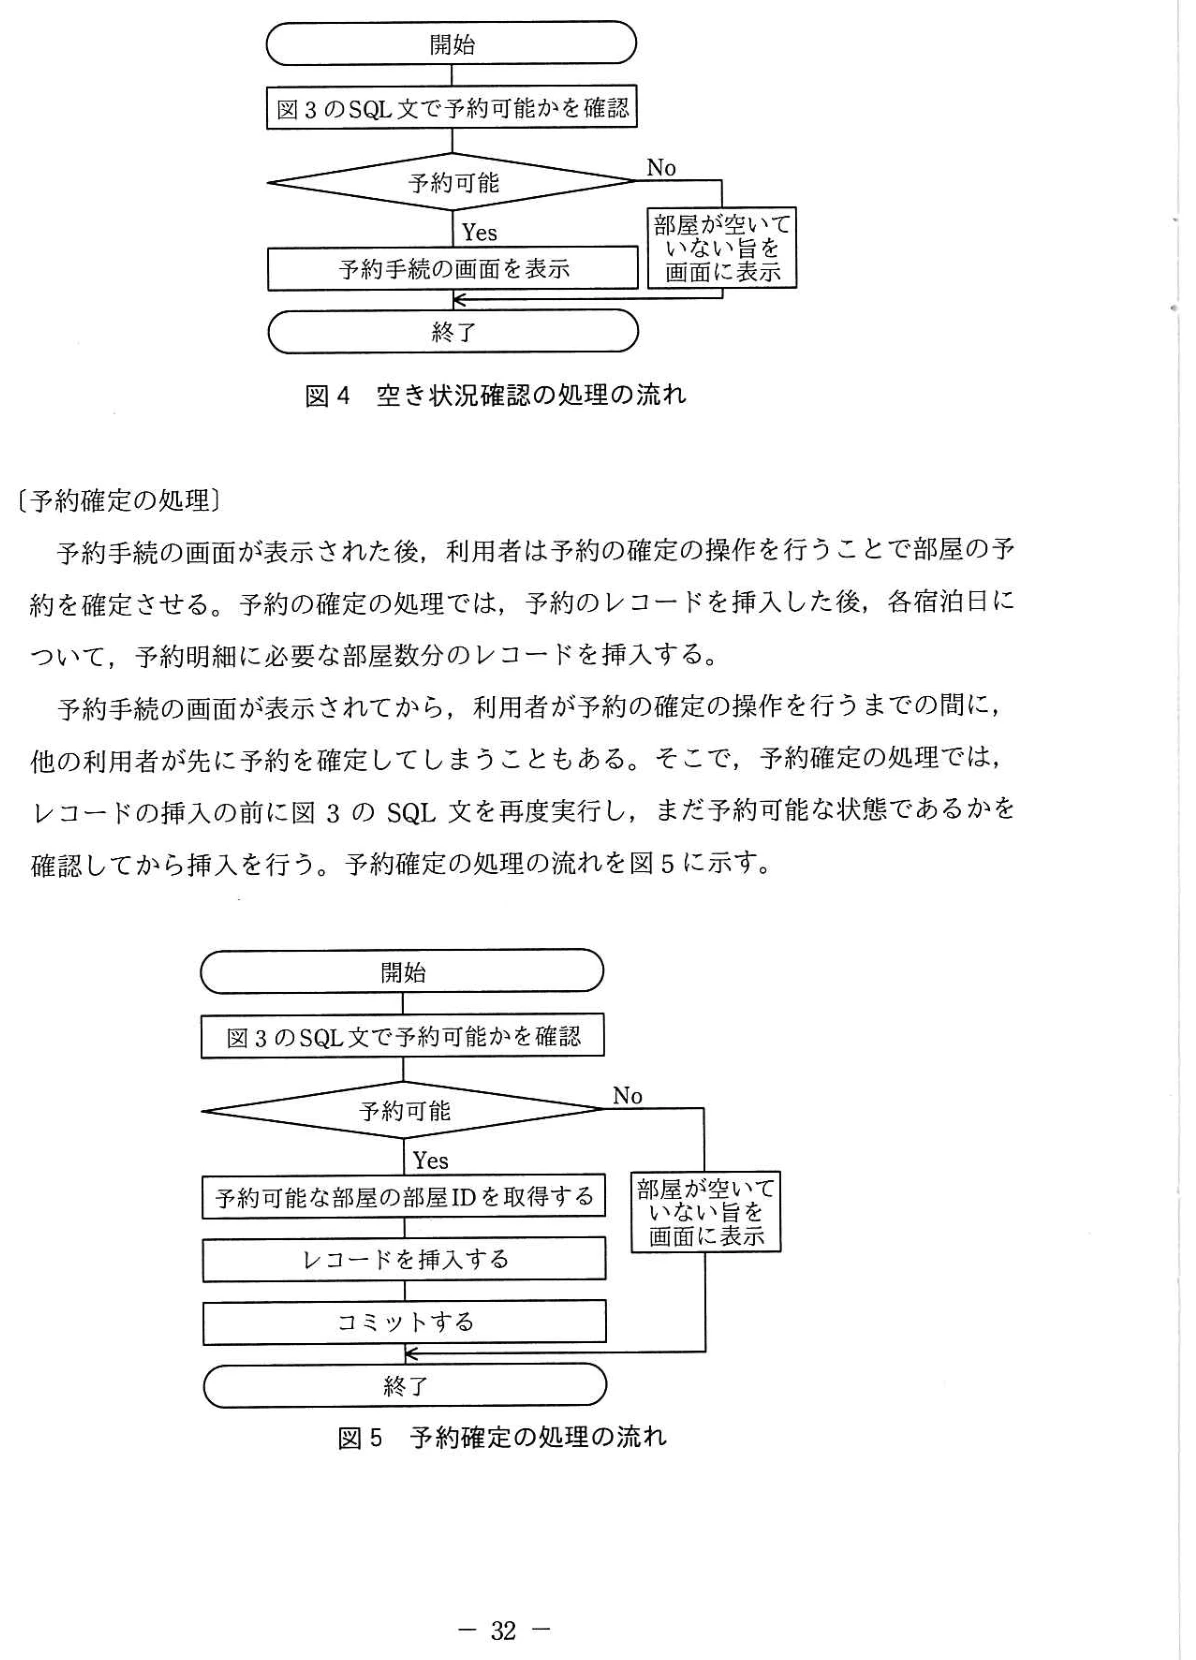 開始
図3のSQL文で予約可能かを確認
予約可能
No
Yes
部屋が空いて
いない旨を
画面に表示
予約手続の画面を表示
終了
図4　空き状況確認の処理の流れ
〔予約確定の処理〕
予約手続の画面が表示された後，利用者は予約の確定の操作を行うことで部屋の予
約を確定させる。予約の確定の処理では，予約のレコードを挿入した後，各宿泊日に
ついて，予約明細に必要な部屋数分のレコードを挿入する。
予約手続の画面が表示されてから，利用者が予約の確定の操作を行うまでの間に，
他の利用者が先に予約を確定してしまうこともある。そこで，予約確定の処理では，
レコードの挿入の前に図 3 の SQL 文を再度実行し，まだ予約可能な状態であるかを
確認してから挿入を行う。予約確定の処理の流れを図5に示す。
開始
図3のSQL文で予約可能かを確認
予約可能
No
Yes
予約可能な部屋の部屋IDを取得する
部屋が空いて
いない旨を
画面に表示
レコードを挿入する
コミットする
終了
図5　予約確定の処理の流れ
－ 32 －